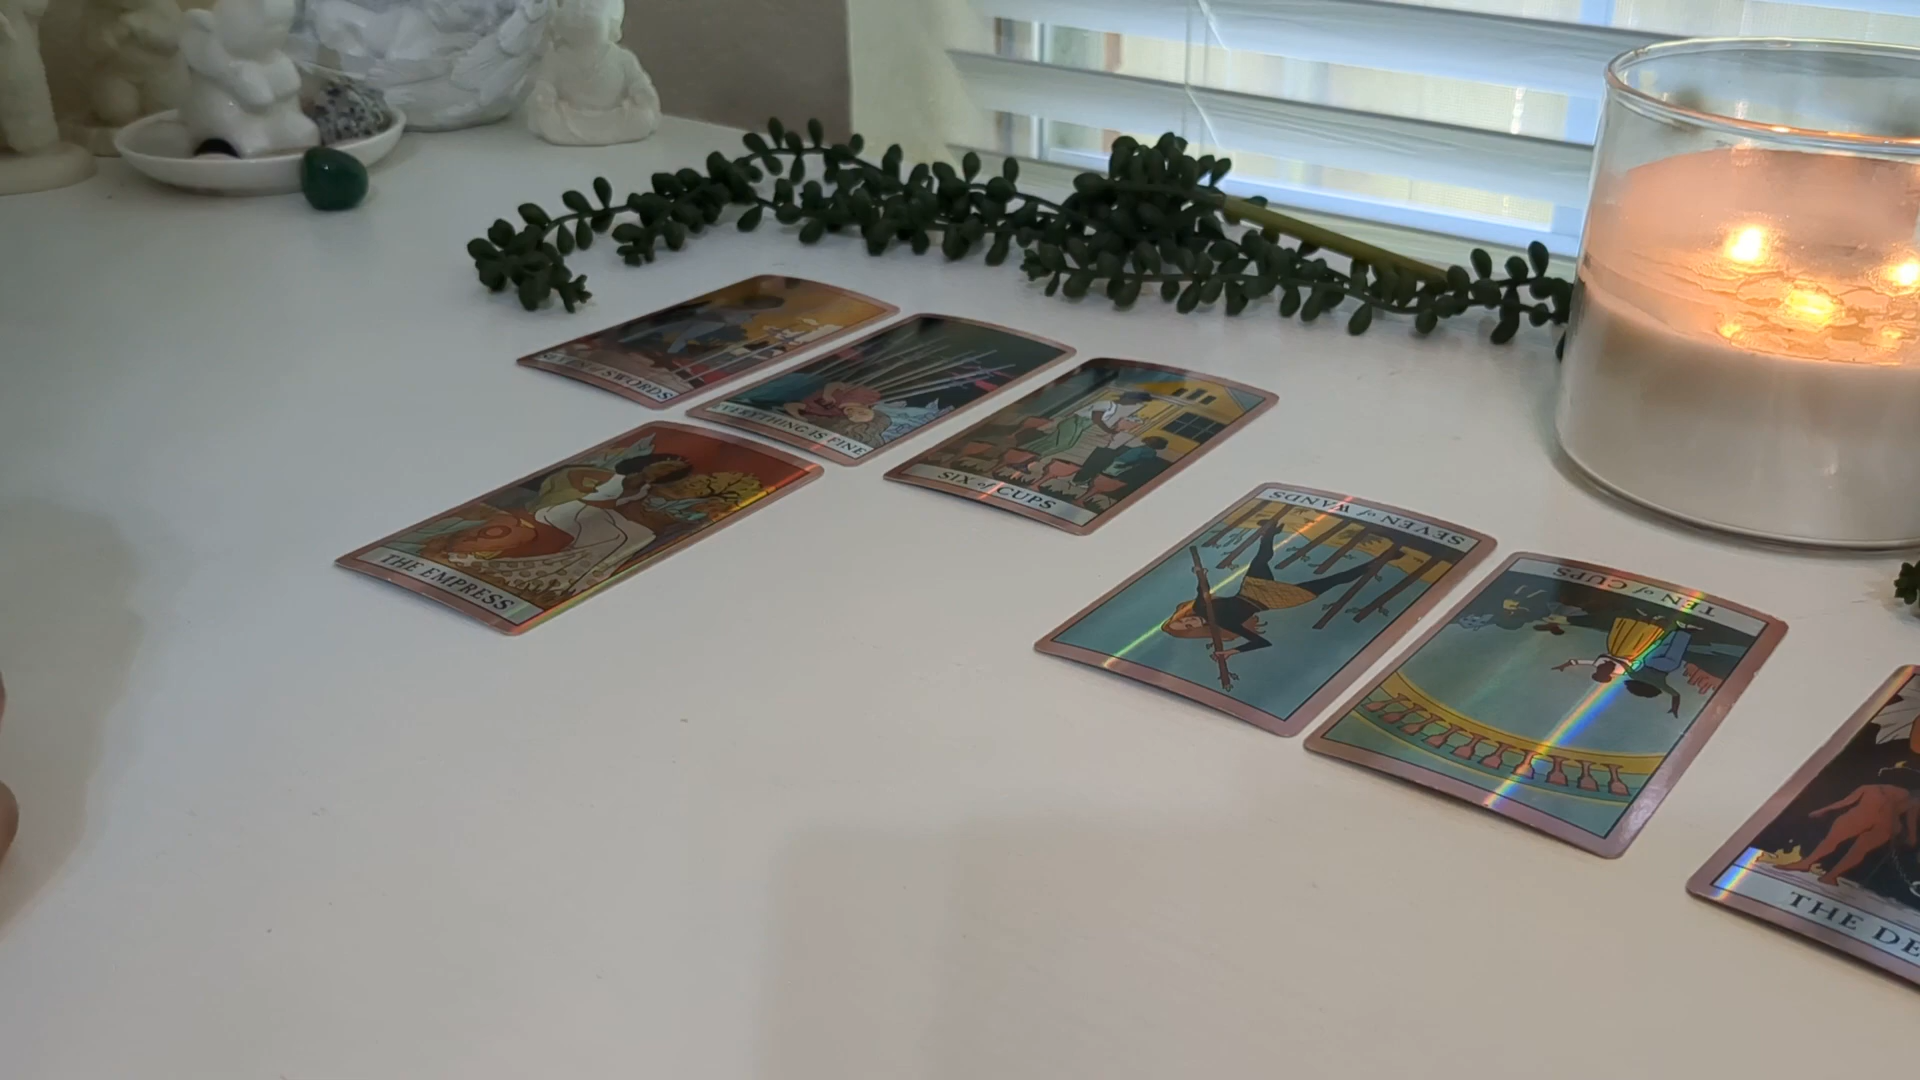 SEVEN of SWORDS
EVERYTHING IS FINE
SIX of CUPS
THE EMPRESS
SEVEN of WANDS
TEN of CUPS
THE DE